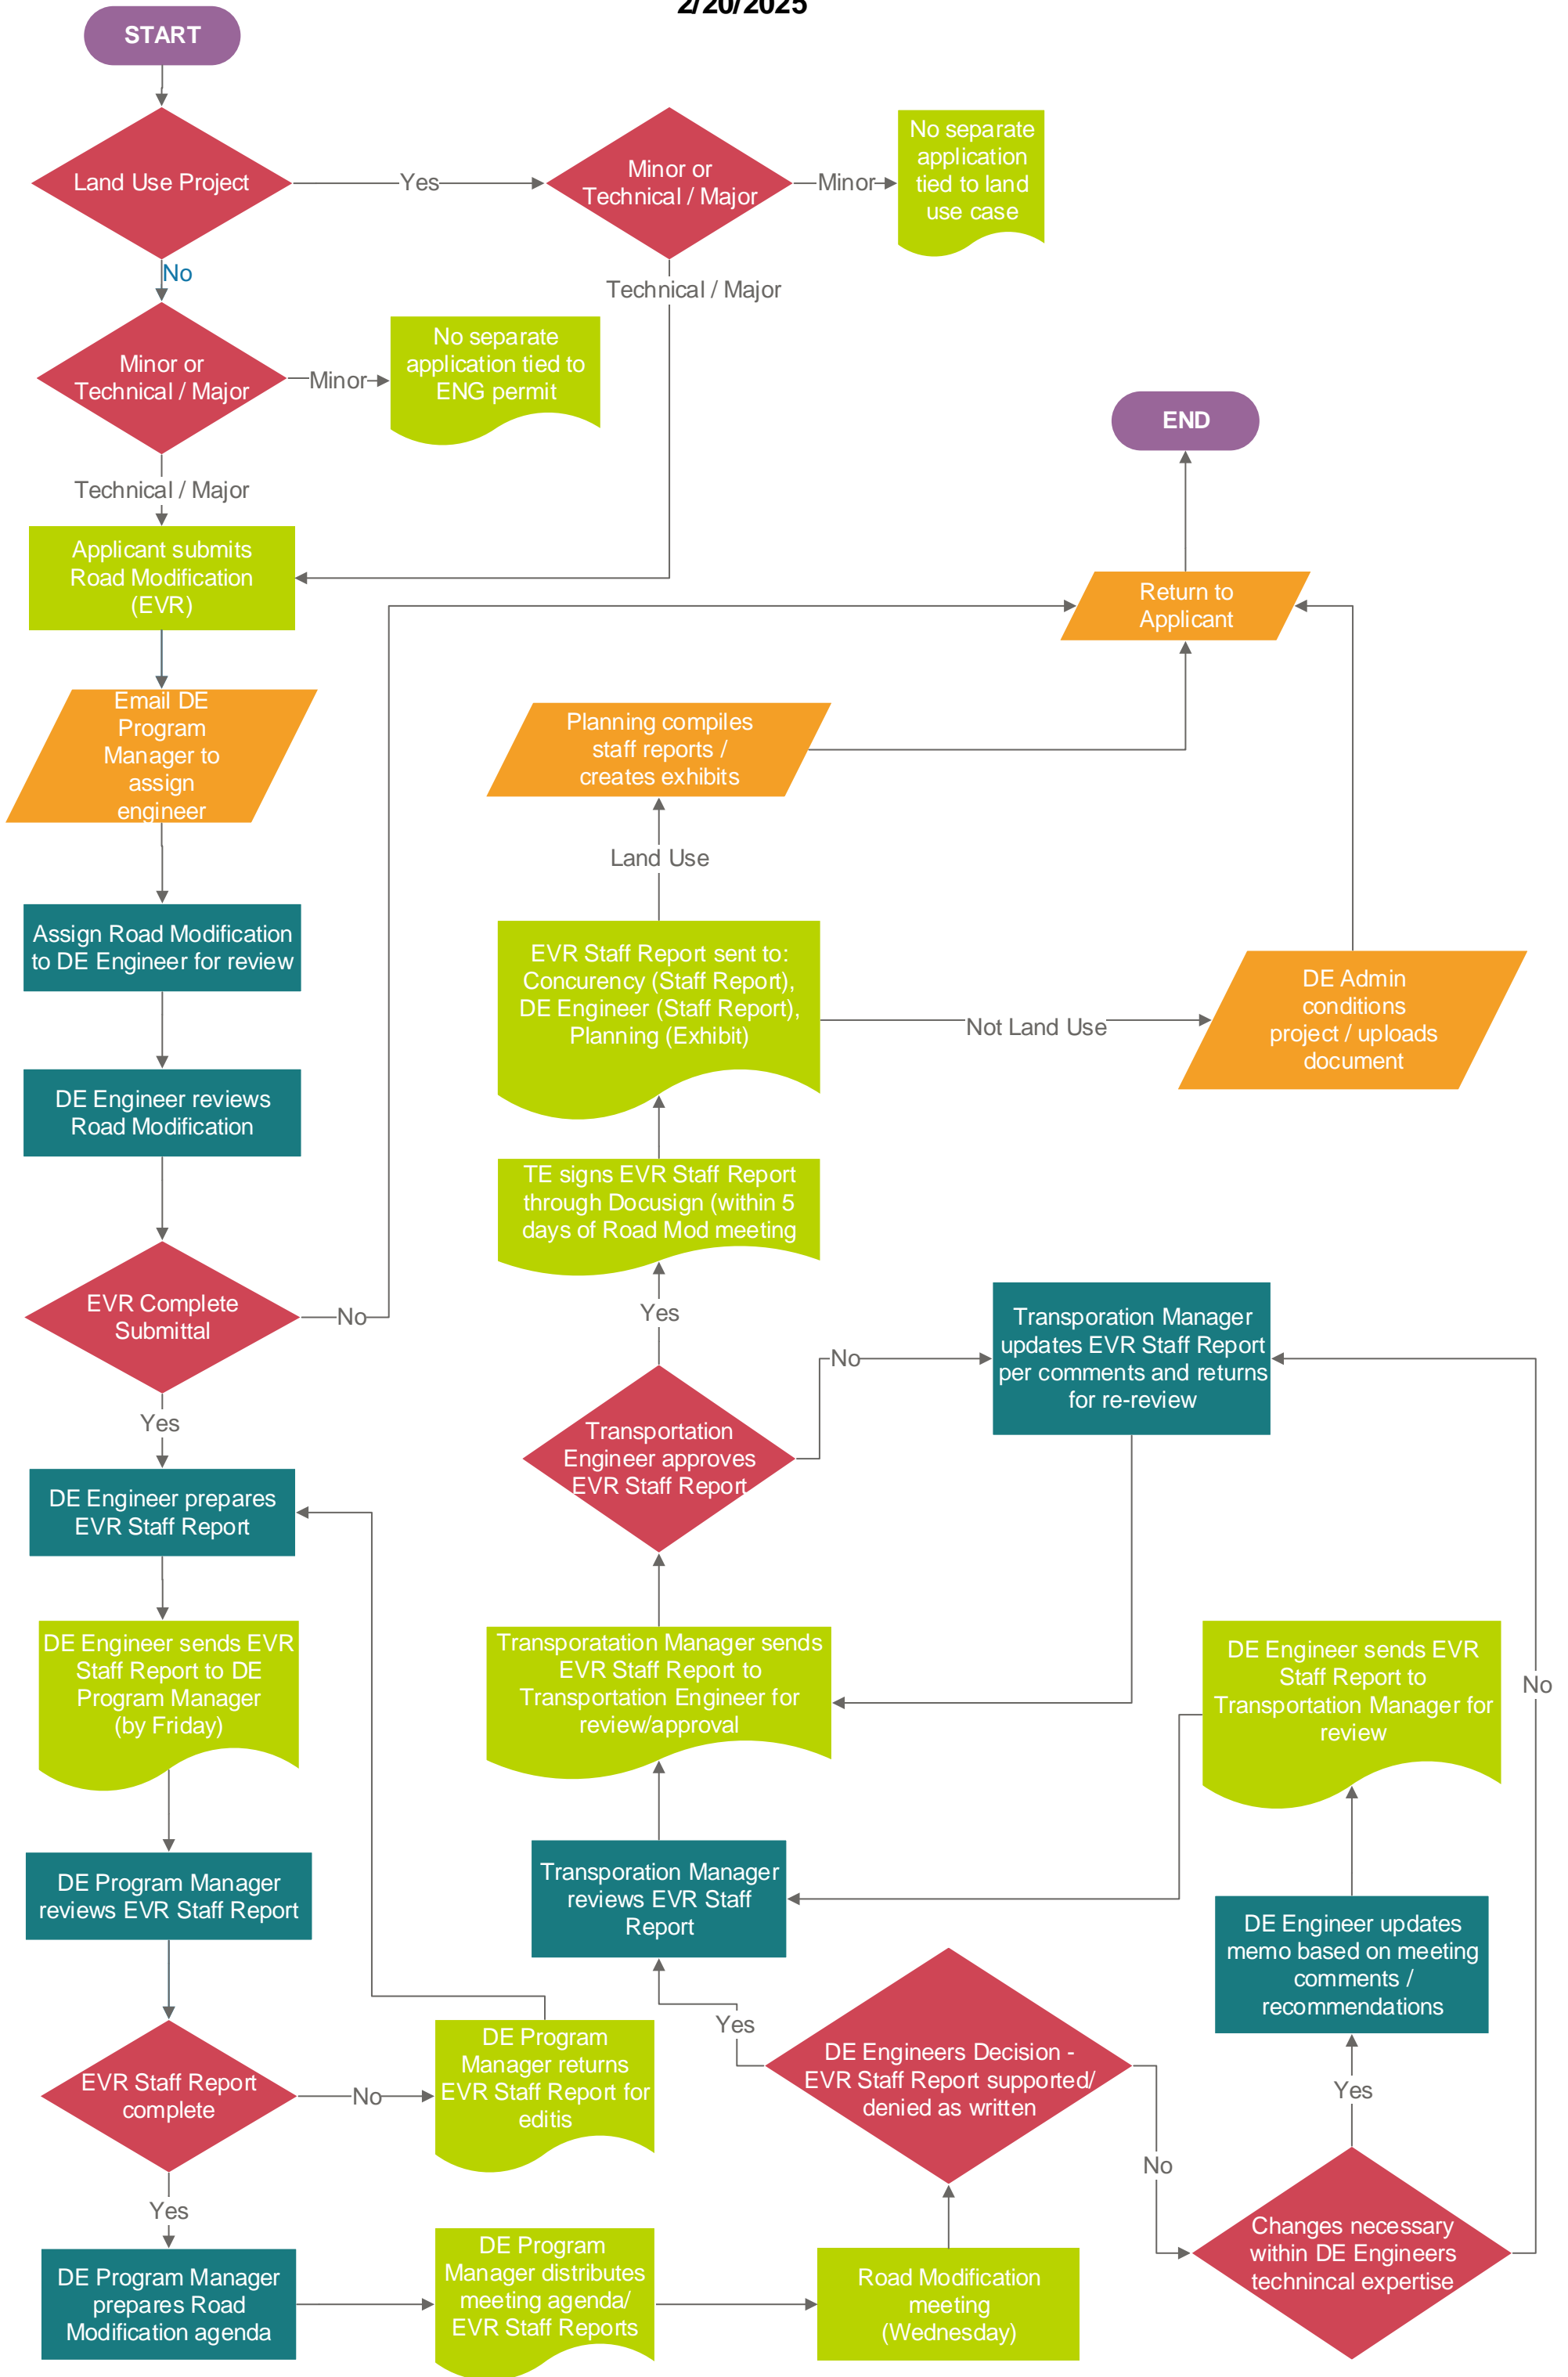 2/20/2025
START
Land Use Project
Yes
Minor or
Technical / Major
Minor
No separate
application
tied to land
use case
No
Technical / Major
Minor or
Technical / Major
Minor
No separate
application tied to
ENG permit
Technical / Major
END
Applicant submits
Road Modification
(EVR)
Return to
Applicant
Email DE
Program
Manager to
assign
engineer
Planning compiles
staff reports /
creates exhibits
Land Use
Assign Road Modification
to DE Engineer for review
EVR Staff Report sent to:
Concurency (Staff Report),
DE Engineer (Staff Report),
Planning (Exhibit)
Not Land Use
DE Admin
conditions
project / uploads
document
DE Engineer reviews
Road Modification
TE signs EVR Staff Report
through Docusign (within 5
days of Road Mod meeting
EVR Complete
Submittal
No
Yes
Yes
Transporation Manager
updates EVR Staff Report
per comments and returns
for re-review
No
Transportation
Engineer approves
EVR Staff Report
DE Engineer prepares
EVR Staff Report
DE Engineer sends EVR
Staff Report to DE
Program Manager
(by Friday)
Transporatation Manager sends
EVR Staff Report to
Transportation Engineer for
review/approval
DE Engineer sends EVR
Staff Report to
Transportation Manager for
review
No
DE Program Manager
reviews EVR Staff Report
Transporation Manager
reviews EVR Staff
Report
DE Engineer updates
memo based on meeting
comments /
recommendations
EVR Staff Report
complete
No
DE Program
Manager returns
EVR Staff Report for
editis
Yes
DE Engineers Decision -
EVR Staff Report supported/
denied as written
Yes
No
Yes
DE Program Manager
prepares Road
Modification agenda
DE Program
Manager distributes
meeting agenda/
EVR Staff Reports
Road Modification
meeting
(Wednesday)
Changes necessary
within DE Engineers
technincal expertise